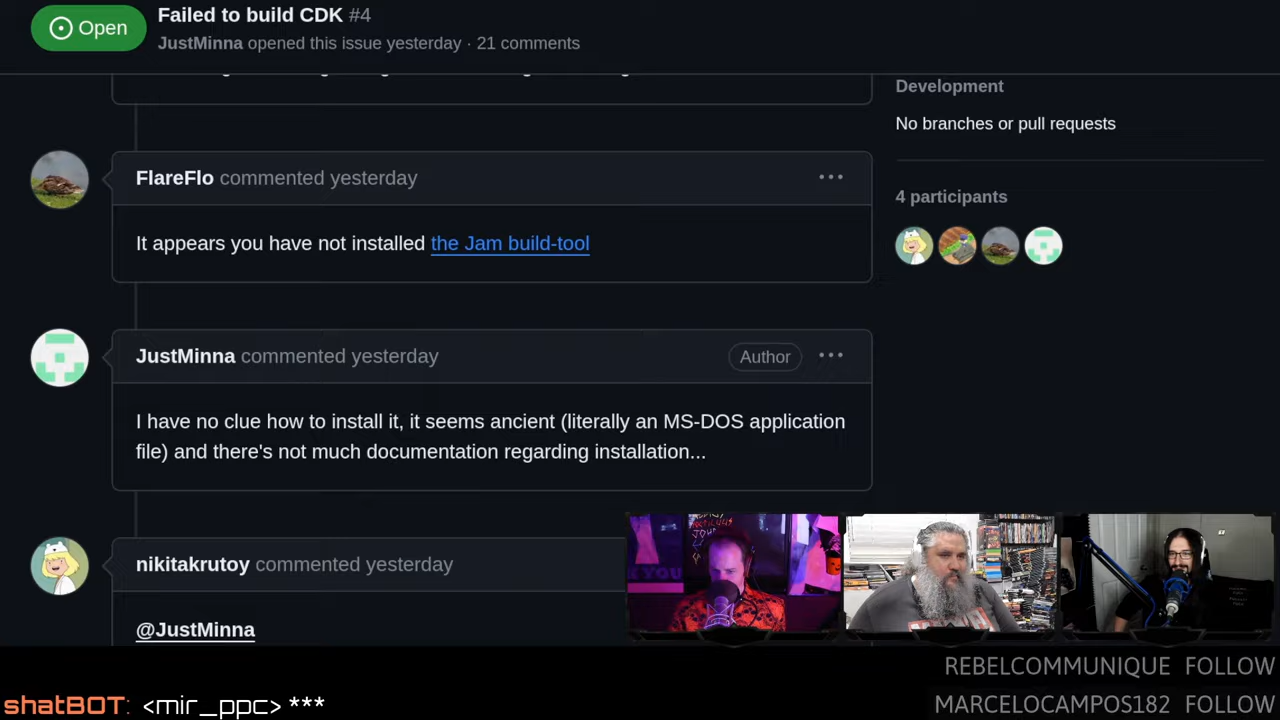 Open
Failed to build CDK #4
JustMinna opened this issue yesterday · 21 comments
Development
No branches or pull requests
4 participants
FlareFlo commented yesterday
It appears you have not installed the Jam build-tool
JustMinna commented yesterday
Author
I have no clue how to install it, it seems ancient (literally an MS-DOS application
file) and there's not much documentation regarding installation...
nikitakrutoy commented yesterday
@JustMinna
REBELCOMMUNIQUE FOLLOW
MARCELOCAMPOS182 FOLLOW
shatBOT: <mir_ppc> ***